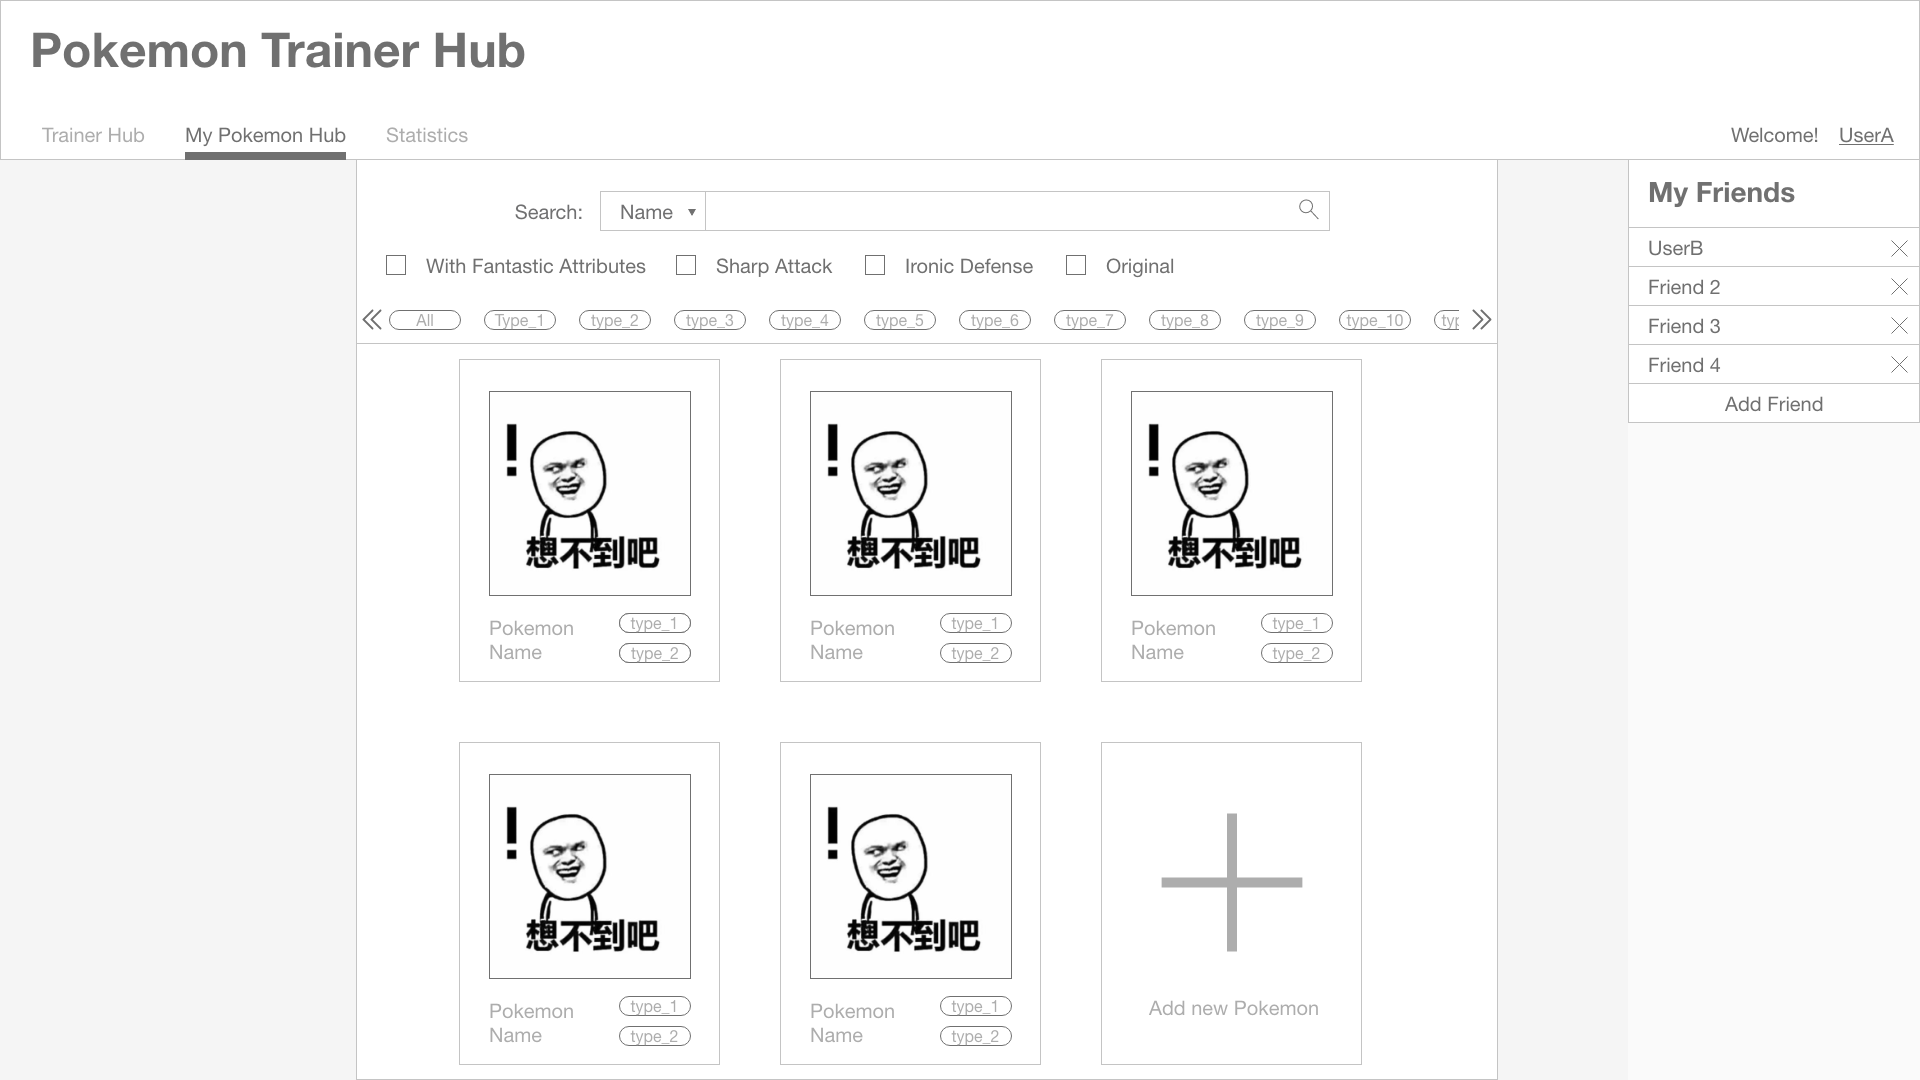 Pokemon Trainer Hub
Trainer Hub My Pokemon Hub Statistics Welcome! UserA
Search: Name
With Fantastic Attributes Sharp Attack Ironic Defense Original
All Type_1 type_2 type_3 type_4 type_5 type_6 type_7 type_8 type_9 type_10 typ
!
想不到吧
Pokemon
Name
type_1
type_2
!
想不到吧
Pokemon
Name
type_1
type_2
!
想不到吧
Pokemon
Name
type_1
type_2
!
想不到吧
Pokemon
Name
type_1
type_2
!
想不到吧
Pokemon
Name
type_1
type_2
Add new Pokemon
My Friends
UserB
Friend 2
Friend 3
Friend 4
Add Friend